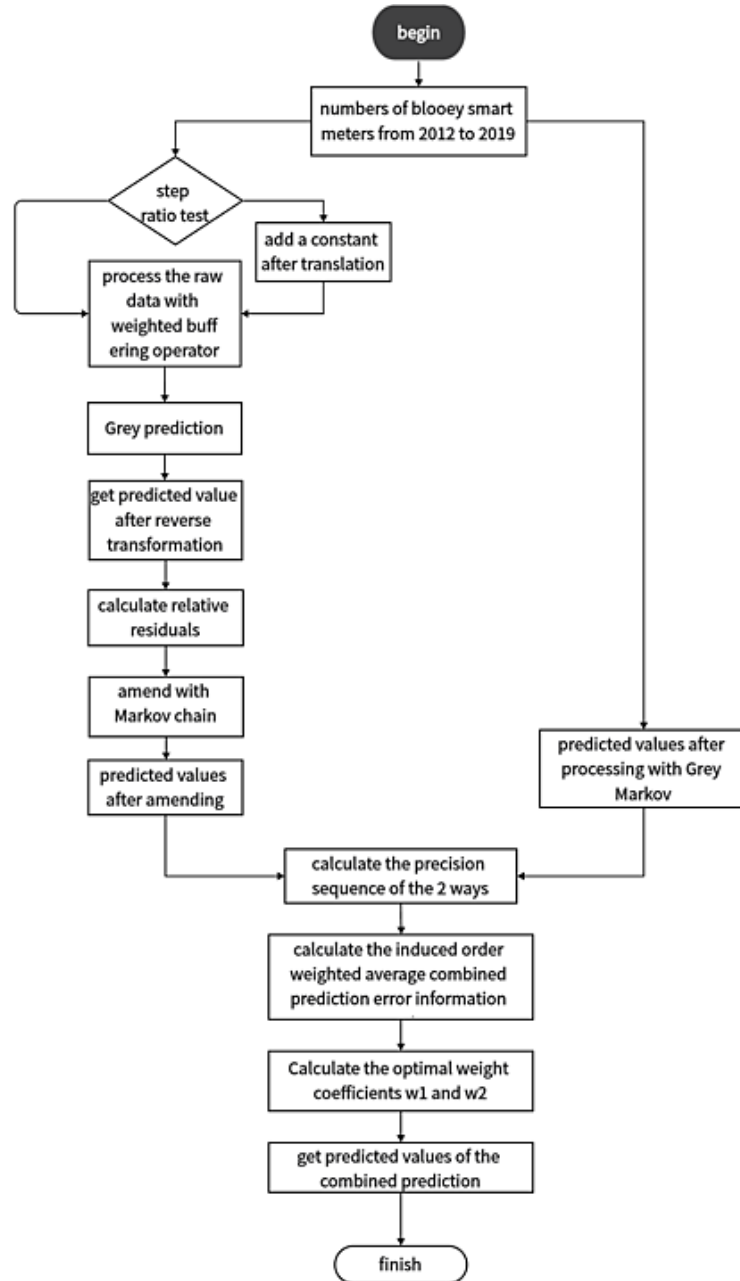 begin
numbers of blooey smart
meters from 2012 to 2019
step
ratio test
add a constant
after translation
process the raw
data with
weighted buff
ering operator
Grey prediction
get predicted value
after reverse
transformation
calculate relative
residuals
amend with
Markov chain
predicted values
after amending
predicted values after
processing with Grey
Markov
calculate the precision
sequence of the 2 ways
calculate the induced order
weighted average combined
prediction error information
Calculate the optimal weight
coefficients w1 and w2
get predicted values of the
combined prediction
finish